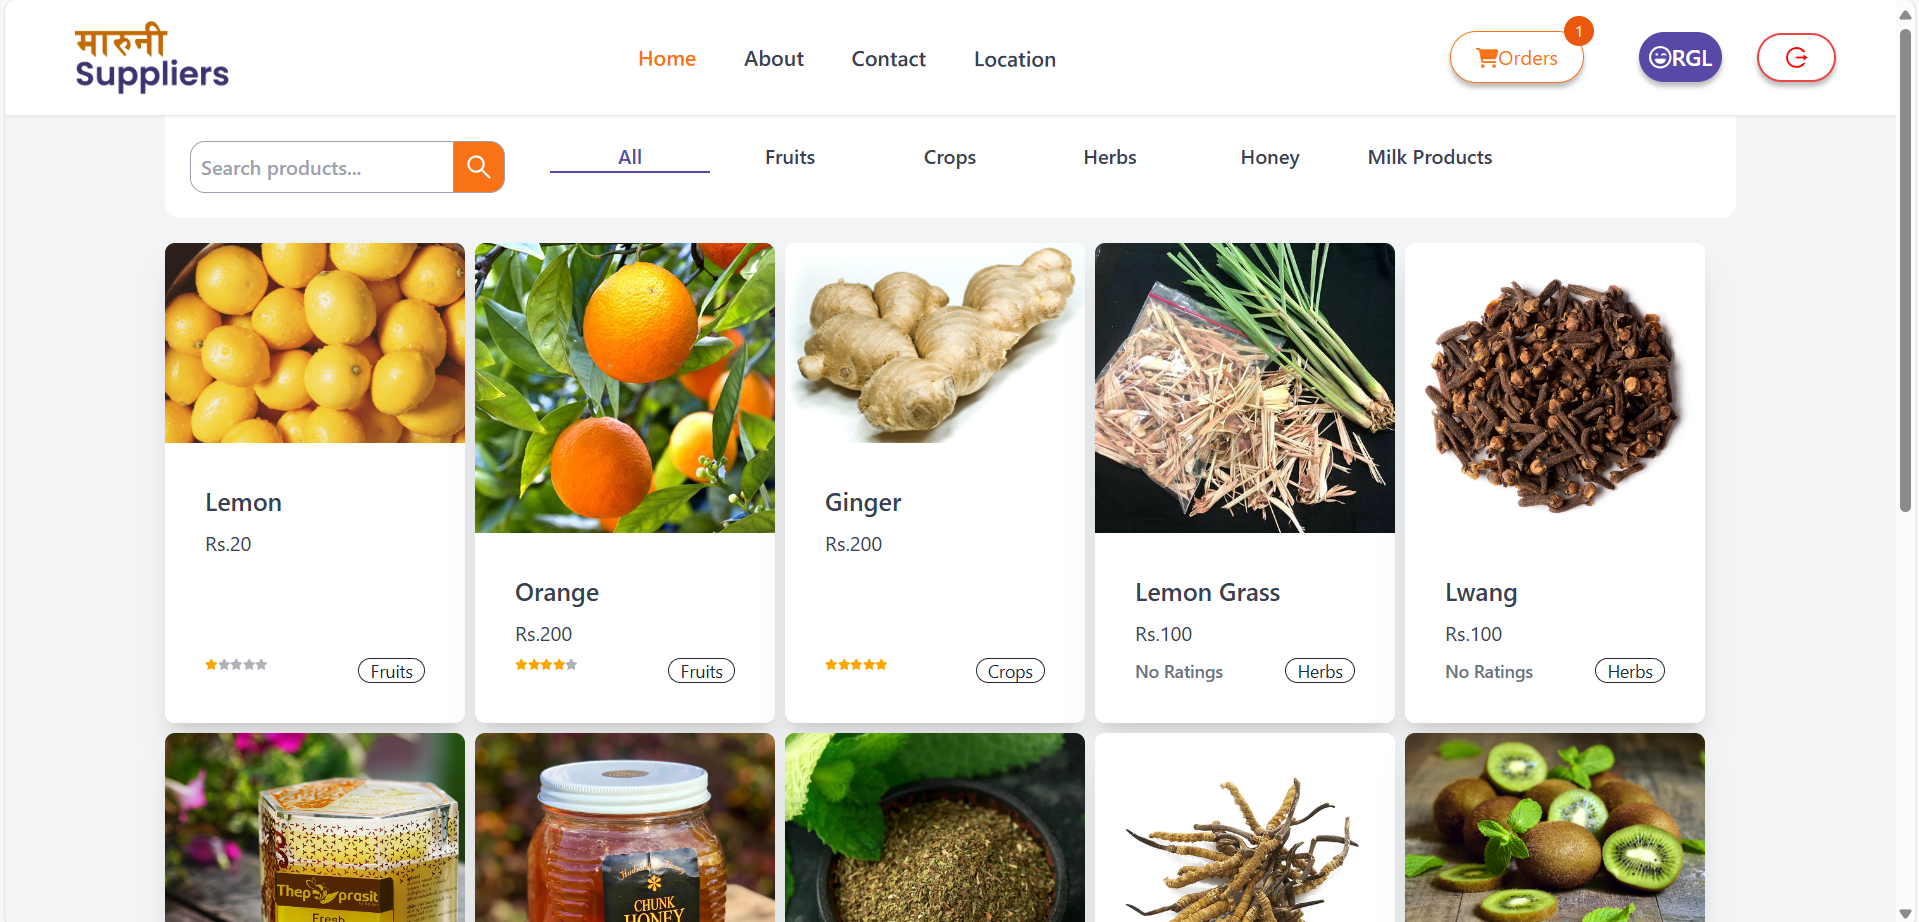 मारुनी
Suppliers
Home
About
Contact
Location
Orders
1
RGL
Search products...
All
Fruits
Crops
Herbs
Honey
Milk Products
Lemon
Rs.20
Fruits
Orange
Rs.200
Fruits
Ginger
Rs.200
Crops
Lemon Grass
Rs.100
No Ratings
Herbs
Lwang
Rs.100
No Ratings
Herbs
Thep prasit
Fresh
CHUNK
HONEY